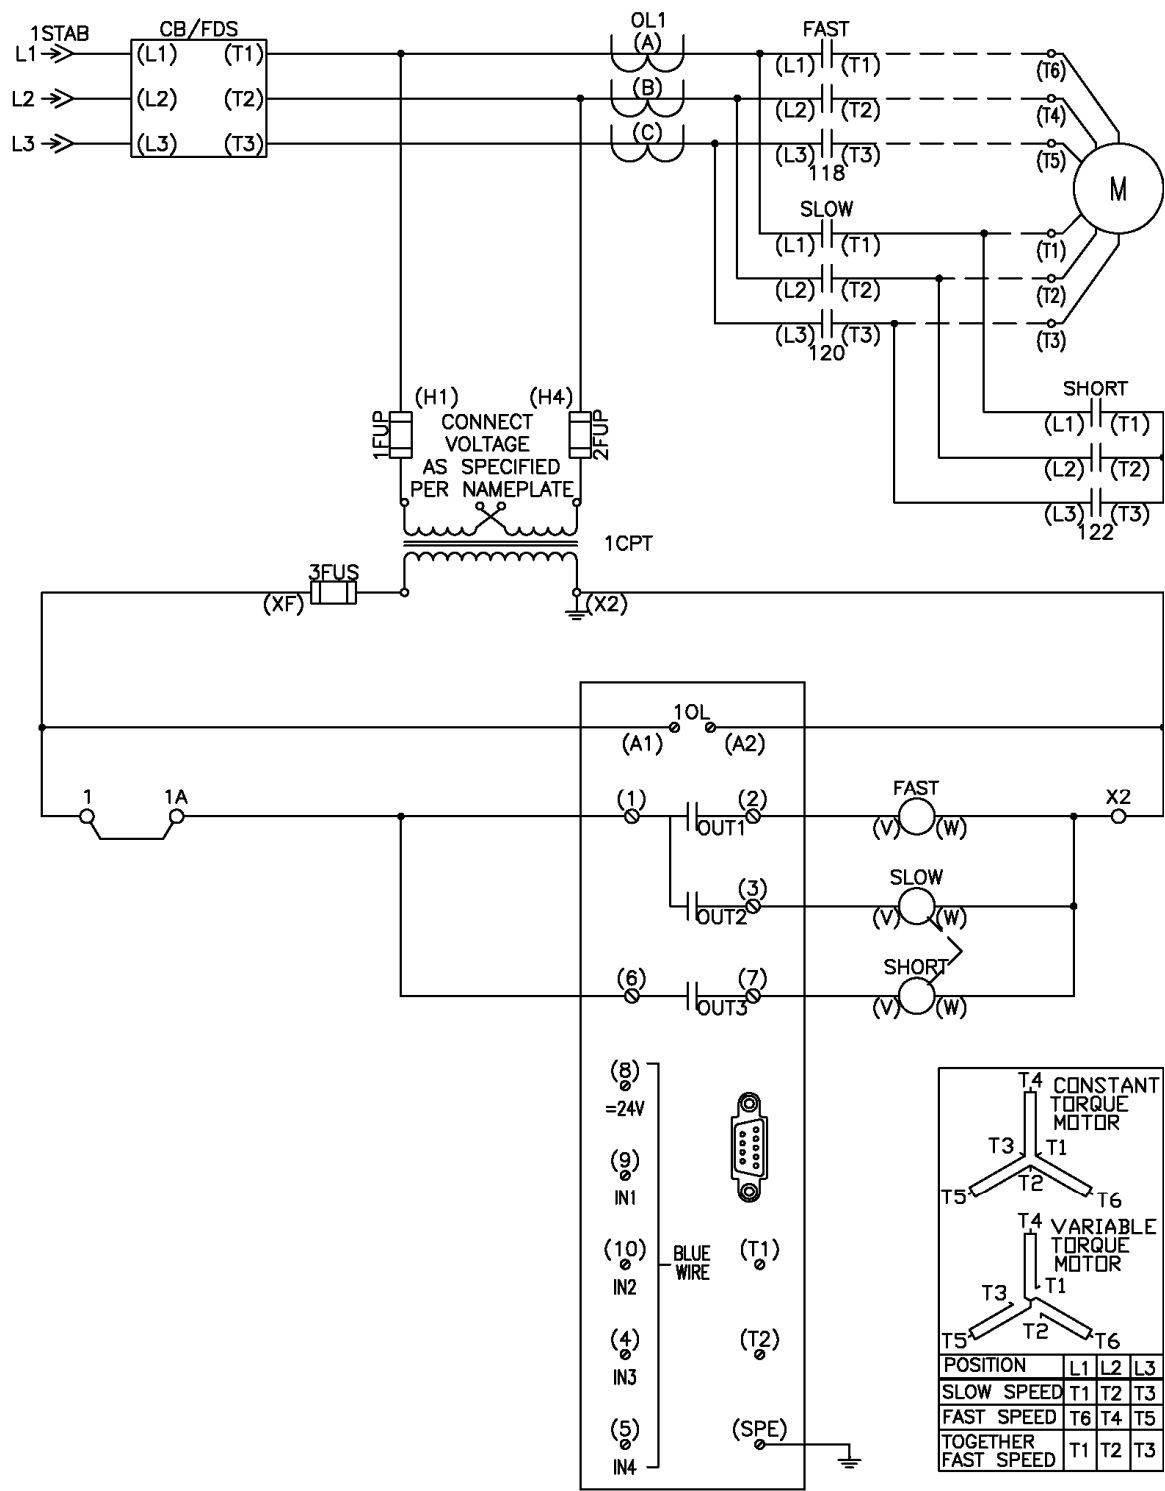 1STAB
CB/FDS
OL1
FAST
L1 (L1) (T1) (A) (L1) (T1) (T6)
L2 (L2) (T2) (B) (L2) (T2) (T4)
L3 (L3) (T3) (C) (L3) (T3) (T5)
118
M
SLOW
(L1) (T1) (T1)
(L2) (T2) (T2)
(L3) (T3) (T3)
120
SHORT
(L1) (T1)
(L2) (T2)
(L3) (T3)
122
(H1) (H4)
1FUP
2FUP
CONNECT
VOLTAGE
AS SPECIFIED
PER NAMEPLATE
1CPT
3FUS
(XF) (X2)
1OL
(A1) (A2)
1 1A (1) (2) FAST X2
OUT1 (V) (W)
(3) SLOW
OUT2 (V) (W)
(6) (7) SHORT
OUT3 (V) (W)
(8)
=24V
(9)
IN1
(10)
IN2
(4)
IN3
(5)
IN4
BLUE
WIRE
(T1)
(T2)
(SPE)
T4 CONSTANT
TORQUE
MOTOR
T3 T1
T2
T5 T6
T4 VARIABLE
TORQUE
MOTOR
T3 T1
T2
T5 T6
POSITION L1 L2 L3
SLOW SPEED T1 T2 T3
FAST SPEED T6 T4 T5
TOGETHER
FAST SPEED T1 T2 T3